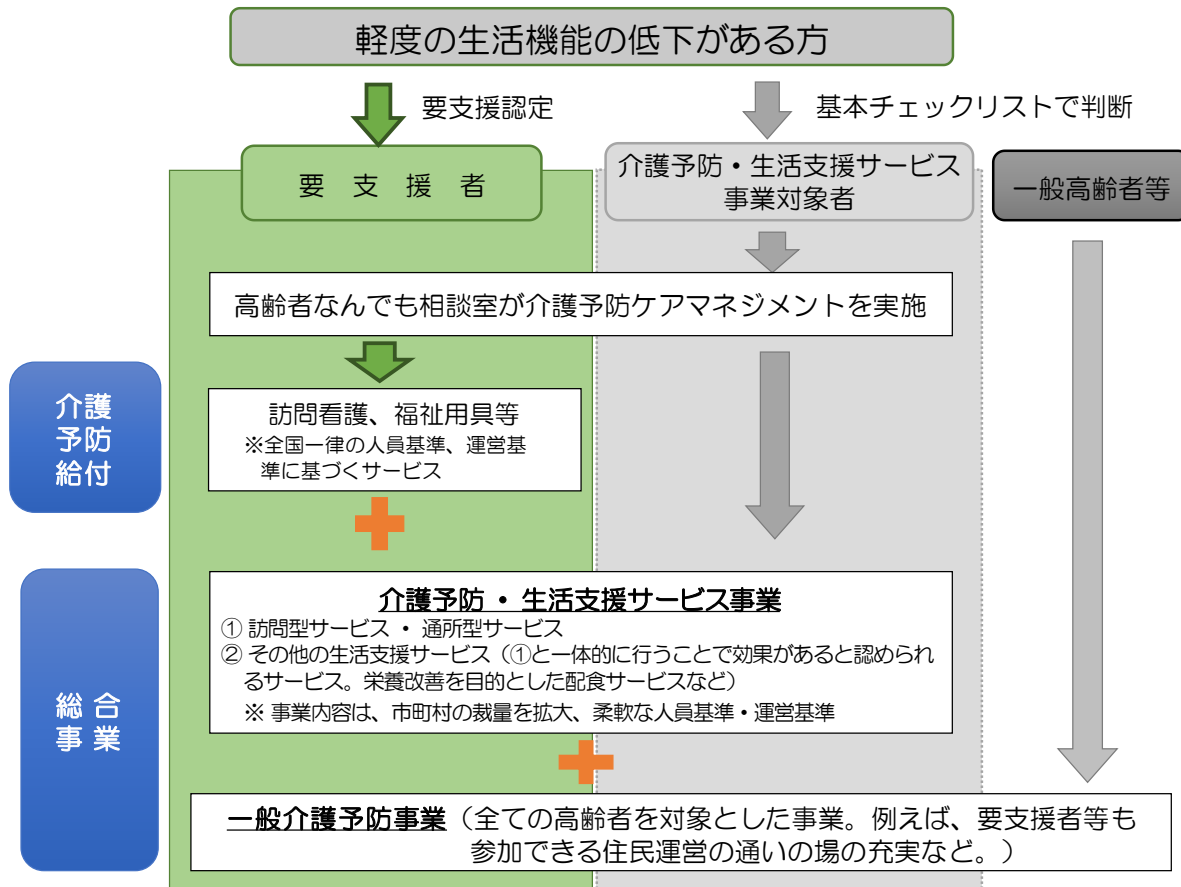 軽度の生活機能の低下がある方
要支援認定
基本チェックリストで判断
要 支 援 者
介護予防・生活支援サービス
事業対象者
一般高齢者等
高齢者なんでも相談室が介護予防ケアマネジメントを実施
介護
予防
給付
訪問看護、福祉用具等
※全国一律の人員基準、運営基
準に基づくサービス
総 合
事 業
介護予防 ・ 生活支援サービス事業
① 訪問型サービス ・ 通所型サービス
② その他の生活支援サービス（①と一体的に行うことで効果があると認められ
るサービス。栄養改善を目的とした配食サービスなど）
※ 事業内容は、市町村の裁量を拡大、柔軟な人員基準・運営基準
一般介護予防事業（全ての高齢者を対象とした事業。例えば、要支援者等も
参加できる住民運営の通いの場の充実など。）